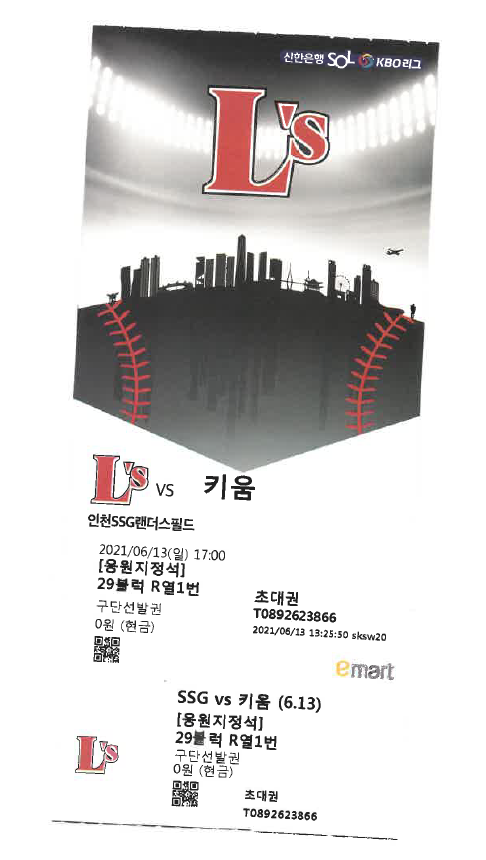 신한은행 SOL KBO 리그
L's
L's VS 키움
인천SSG랜더스필드
2021/06/13(일) 17:00
[응원지정석]
29블럭 R열1번
구단선발권
0원 (현금)
초대권
T0892623866
2021/06/13 13:25:50 sksw20
emart
SSG vs 키움 (6.13)
[응원지정석]
29블럭 R열1번
구단선발권
0원 (현금)
L's
초대권
T0892623866